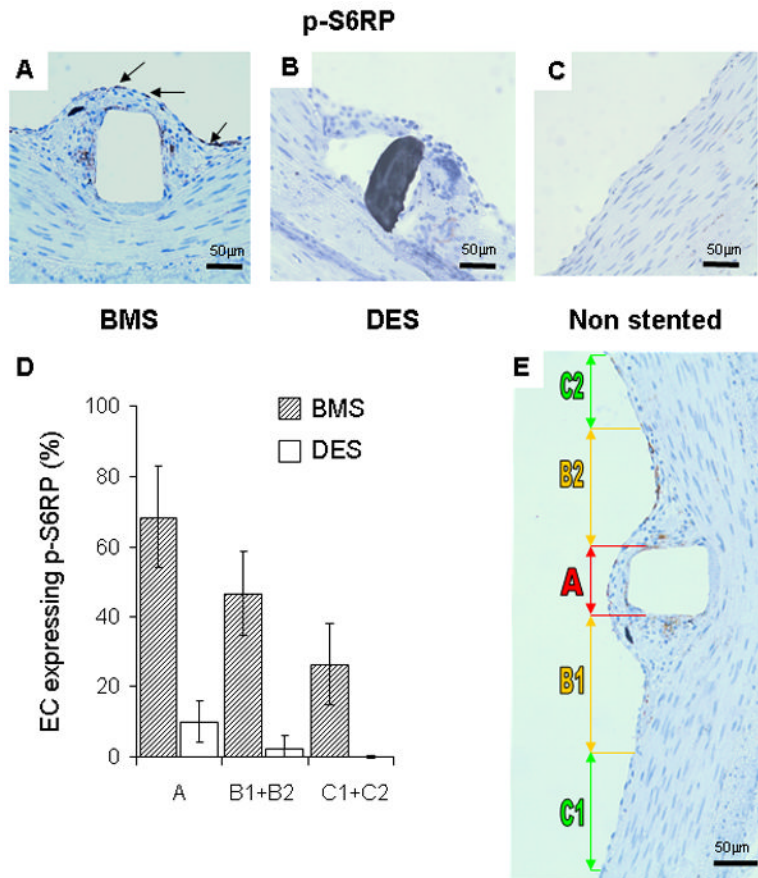 p-S6RP
A
B
C
50µm
50µm
50µm
BMS
DES
Non stented
D
EC expressing p-S6RP (%)
100
80
60
40
20
0
BMS
DES
A
B1+B2
C1+C2
E
C2
B2
A
B1
C1
50µm